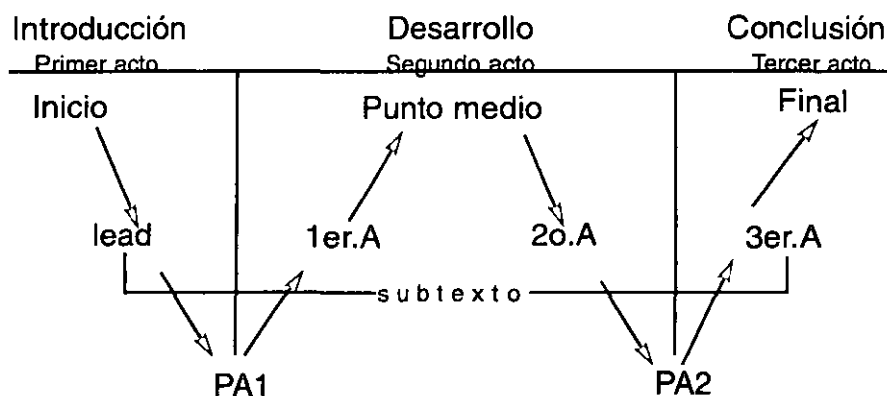 Introducción Desarrollo Conclusión
Primer acto Segundo acto Tercer acto
Inicio Punto medio Final
lead 1er.A 2o.A 3er.A
subtexto
PA1 PA2